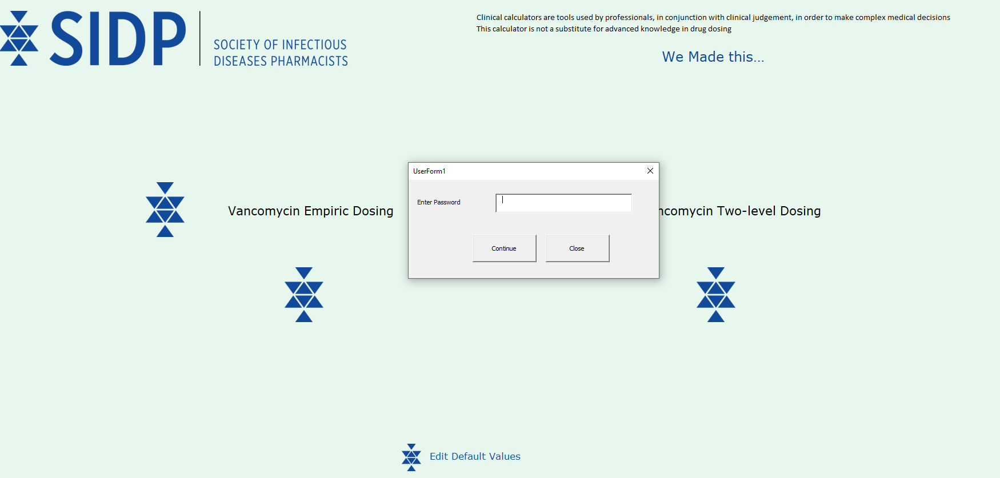 SIDP
SOCIETY OF INFECTIOUS
DISEASES PHARMACISTS
Clinical calculators are tools used by professionals, in conjunction with clinical judgement, in order to make complex medical decisions
This calculator is not a substitute for advanced knowledge in drug dosing
We Made this...
UserForm1
Enter Password
Continue
Close
Vancomycin Empiric Dosing
ncomycin Two-level Dosing
Edit Default Values